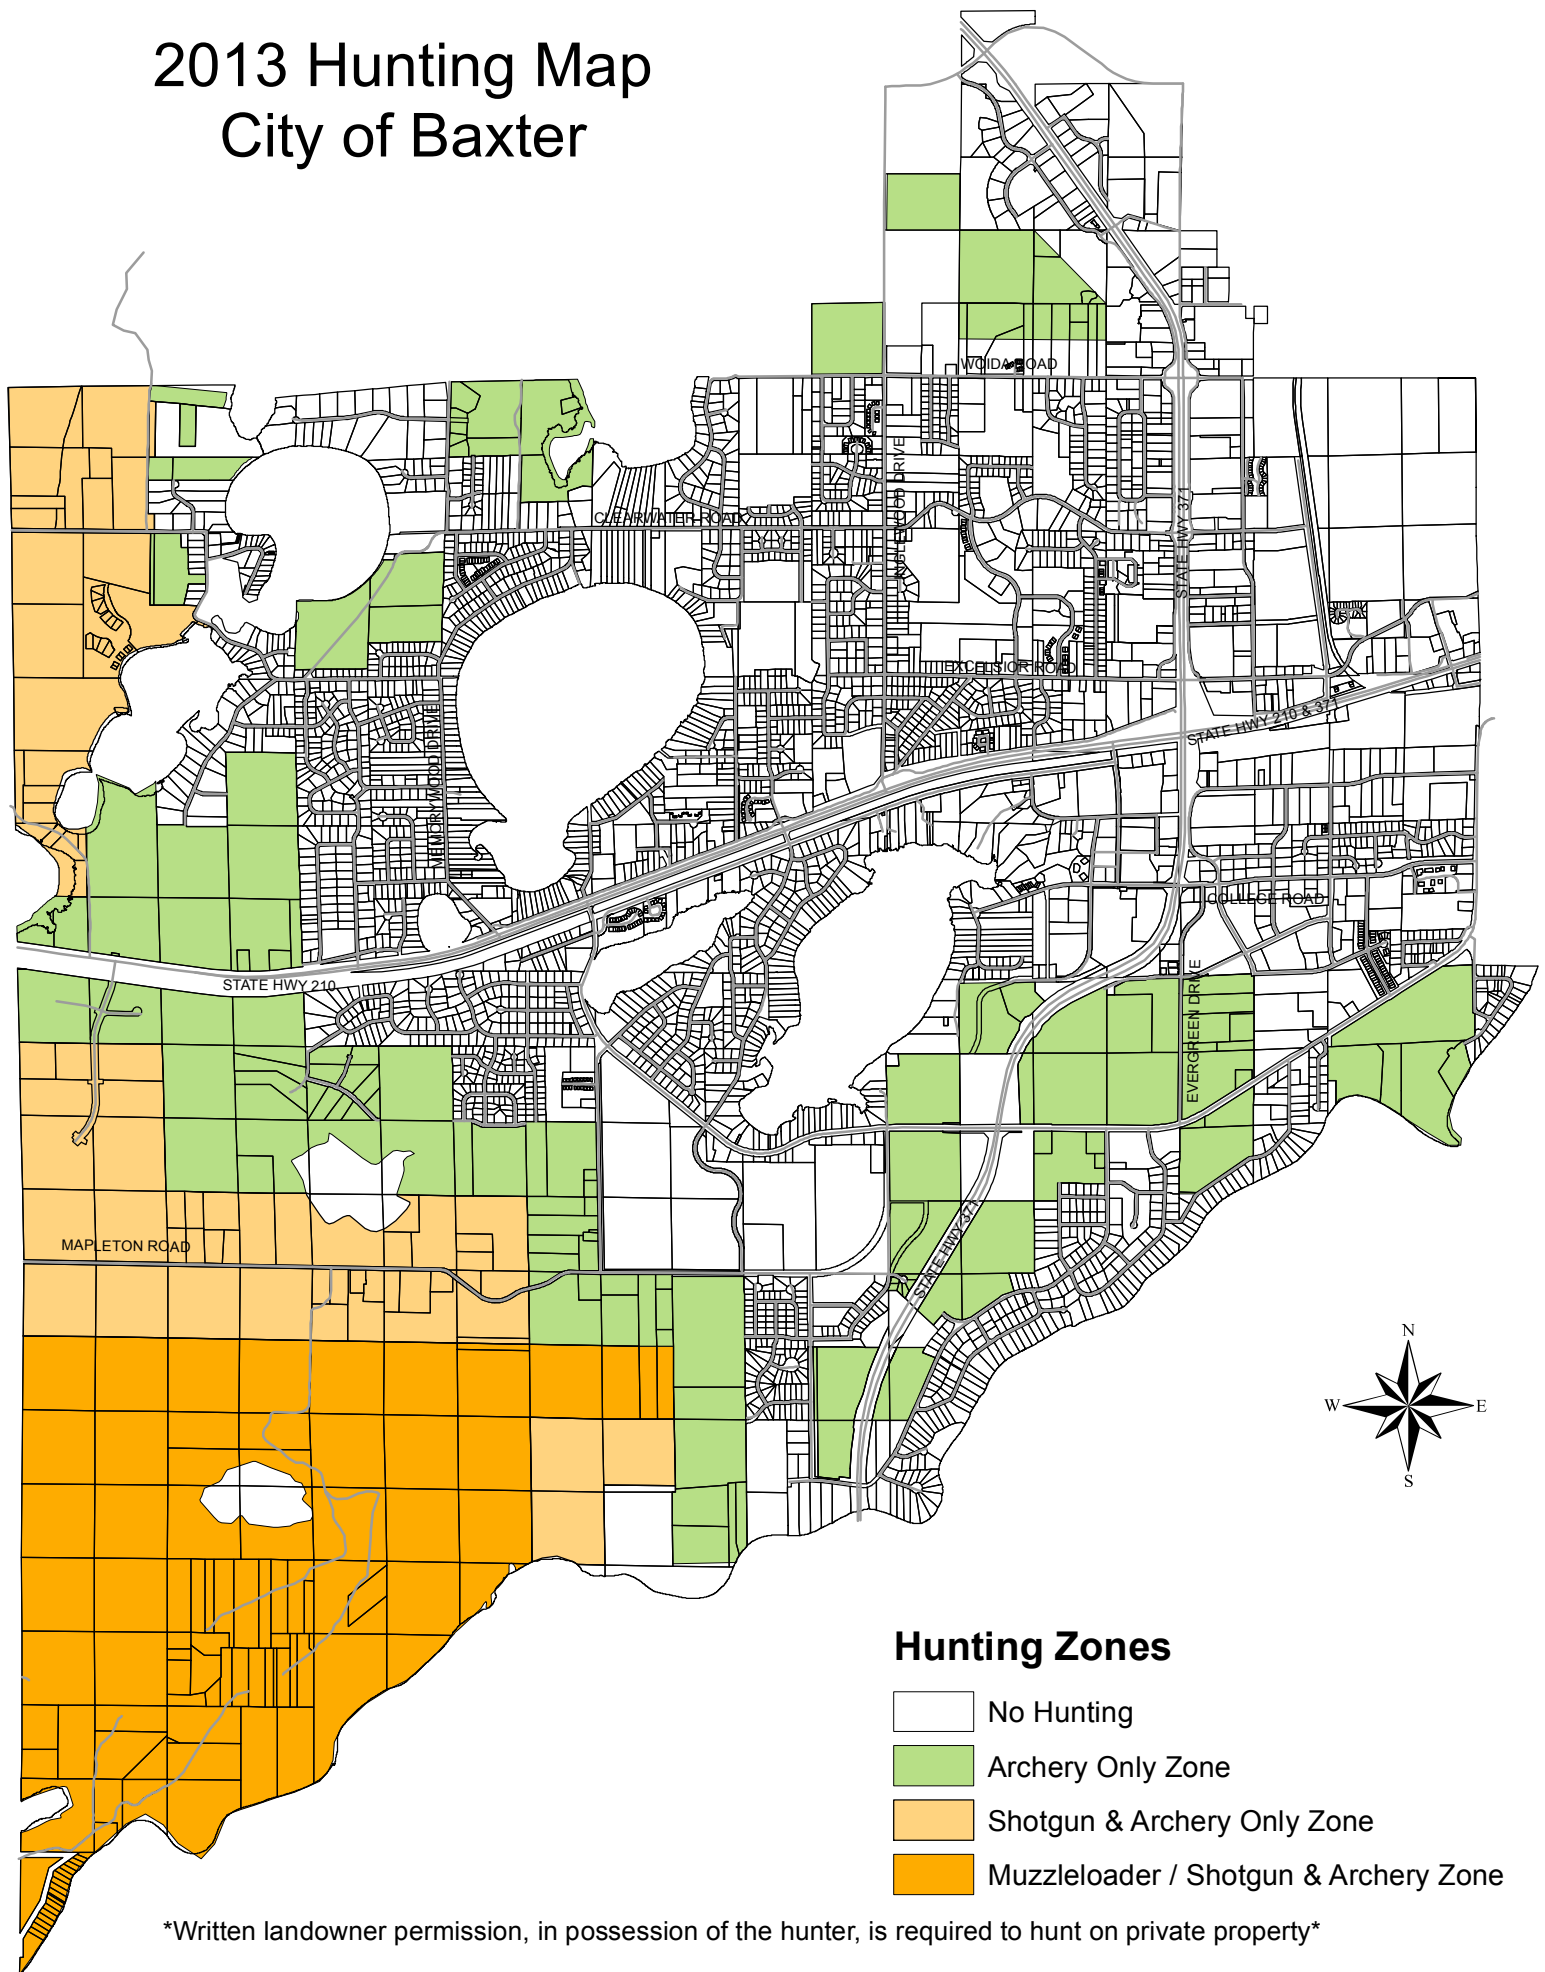 2013 Hunting Map
City of Baxter
WOIDA ROAD
INGLEWOOD DRIVE
CLEARWATER ROAD
STATE HWY 371
EXCELSIOR ROAD
STATE HWY 210 & 371
MEMORYWOOD DRIVE
COLLEGE ROAD
STATE HWY 210
EVERGREEN DRIVE
MAPLETON ROAD
STATE HWY 371
N
W
E
S
Hunting Zones
No Hunting
Archery Only Zone
Shotgun & Archery Only Zone
Muzzleloader / Shotgun & Archery Zone
*Written landowner permission, in possession of the hunter, is required to hunt on private property*